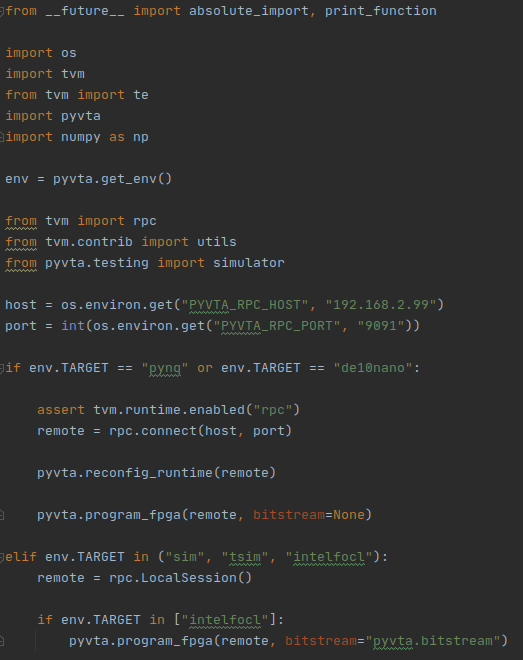 from __future__ import absolute_import, print_function
import os
import tvm
from tvm import te
import pyvta
import numpy as np
env = pyvta.get_env()
from tvm import rpc
from tvm.contrib import utils
from pyvta.testing import simulator
host = os.environ.get("PYVTA_RPC_HOST", "192.168.2.99")
port = int(os.environ.get("PYVTA_RPC_PORT", "9091"))
if env.TARGET == "pynq" or env.TARGET == "de10nano":
    assert tvm.runtime.enabled("rpc")
    remote = rpc.connect(host, port)
    pyvta.reconfig_runtime(remote)
    pyvta.program_fpga(remote, bitstream=None)
elif env.TARGET in ("sim", "tsim", "intelfocl"):
    remote = rpc.LocalSession()
    if env.TARGET in ["intelfocl"]:
        pyvta.program_fpga(remote, bitstream="pyvta.bitstream")